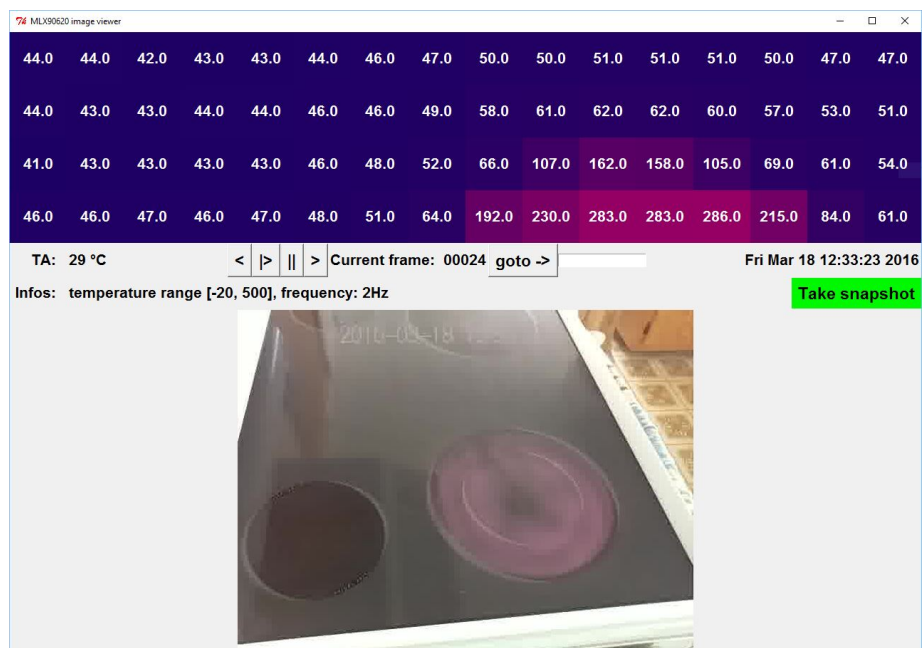 MLX90620 image viewer
44.0 44.0 42.0 43.0 43.0 44.0 46.0 47.0 50.0 50.0 51.0 51.0 51.0 50.0 47.0 47.0
44.0 43.0 43.0 44.0 44.0 46.0 46.0 49.0 58.0 61.0 62.0 62.0 60.0 57.0 53.0 51.0
41.0 43.0 43.0 43.0 43.0 46.0 48.0 52.0 66.0 107.0 162.0 158.0 105.0 69.0 61.0 54.0
46.0 46.0 47.0 46.0 47.0 48.0 51.0 64.0 192.0 230.0 283.0 283.0 286.0 215.0 84.0 61.0
TA: 29 °C < |> || > Current frame: 00024 goto -> Fri Mar 18 12:33:23 2016
Infos: temperature range [-20, 500], frequency: 2Hz Take snapshot
2016-03-18